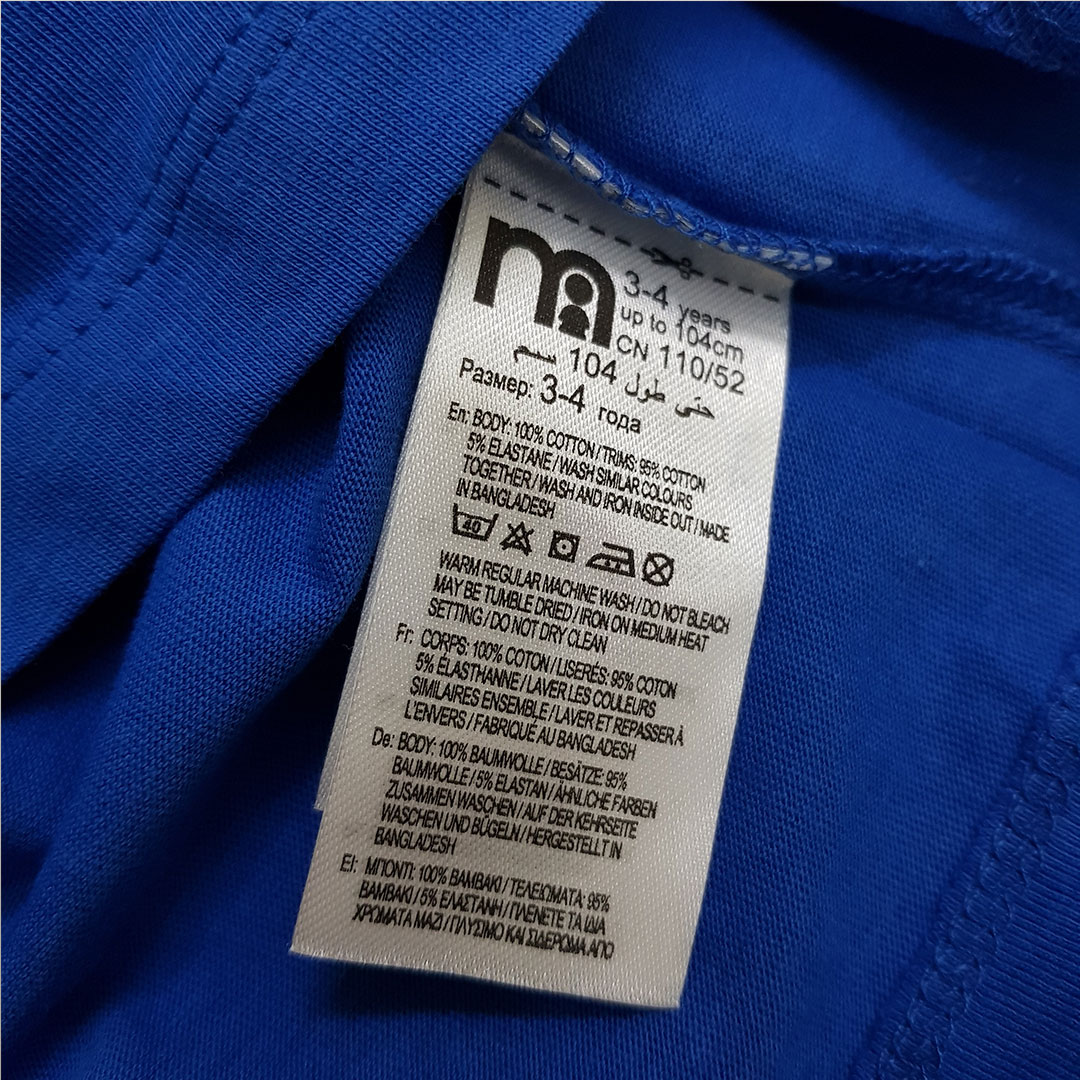 m
3-4 years
up to 104cm
CN 110/52
حتى طول 104 سم
Размер: 3-4 года
En: BODY: 100% COTTON / TRIMS: 95% COTTON
5% ELASTANE / WASH SIMILAR COLOURS
TOGETHER / WASH AND IRON INSIDE OUT / MADE
IN BANGLADESH
40
WARM REGULAR MACHINE WASH / DO NOT BLEACH
MAY BE TUMBLE DRIED / IRON ON MEDIUM HEAT
SETTING / DO NOT DRY CLEAN
Fr: CORPS: 100% COTON / LISERÉS: 95% COTON
5% ÉLASTHANNE / LAVER LES COULEURS
SIMILAIRES ENSEMBLE / LAVER ET REPASSER À
L'ENVERS / FABRIQUÉ AU BANGLADESH
De: BODY: 100% BAUMWOLLE / BESÄTZE: 95%
BAUMWOLLE / 5% ELASTAN / ÄHNLICHE FARBEN
ZUSAMMEN WASCHEN / AUF DER KEHRSEITE
WASCHEN UND BÜGELN / HERGESTELLT IN
BANGLADESH
El: ΜΠΟΝΤΙ: 100% ΒΑΜΒΑΚΙ / ΤΕΛΕΙΩΜΑΤΑ: 95%
ΒΑΜΒΑΚΙ / 5% ΕΛΑΣΤΑΝΗ / ΠΛΕΝΕΤΕ ΤΑ ΙΔΙΑ
ΧΡΩΜΑΤΑ ΜΑΖΙ / ΠΛΥΣΙΜΟ ΚΑΙ ΣΙΔΕΡΩΜΑ ΑΠΟ